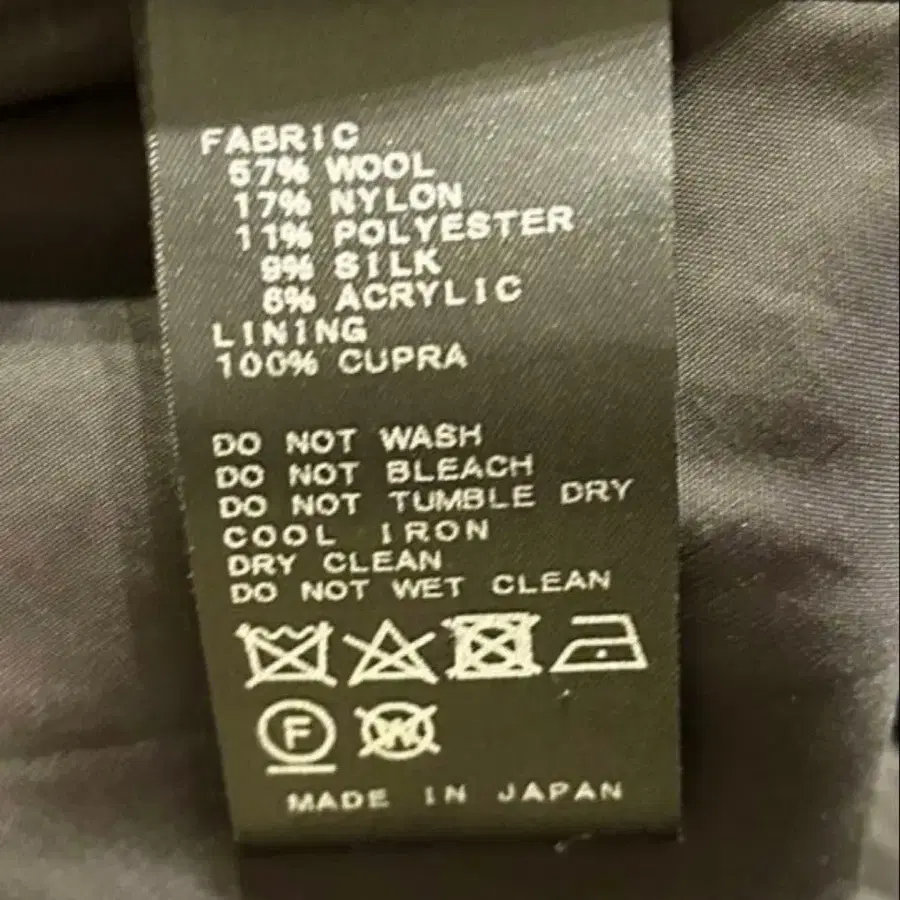 FABRIC
57% WOOL
17% NYLON
11% POLYESTER
9% SILK
6% ACRYLIC
LINING
100% CUPRA
DO NOT WASH
DO NOT BLEACH
DO NOT TUMBLE DRY
COOL IRON
DRY CLEAN
DO NOT WET CLEAN
F W
MADE IN JAPAN